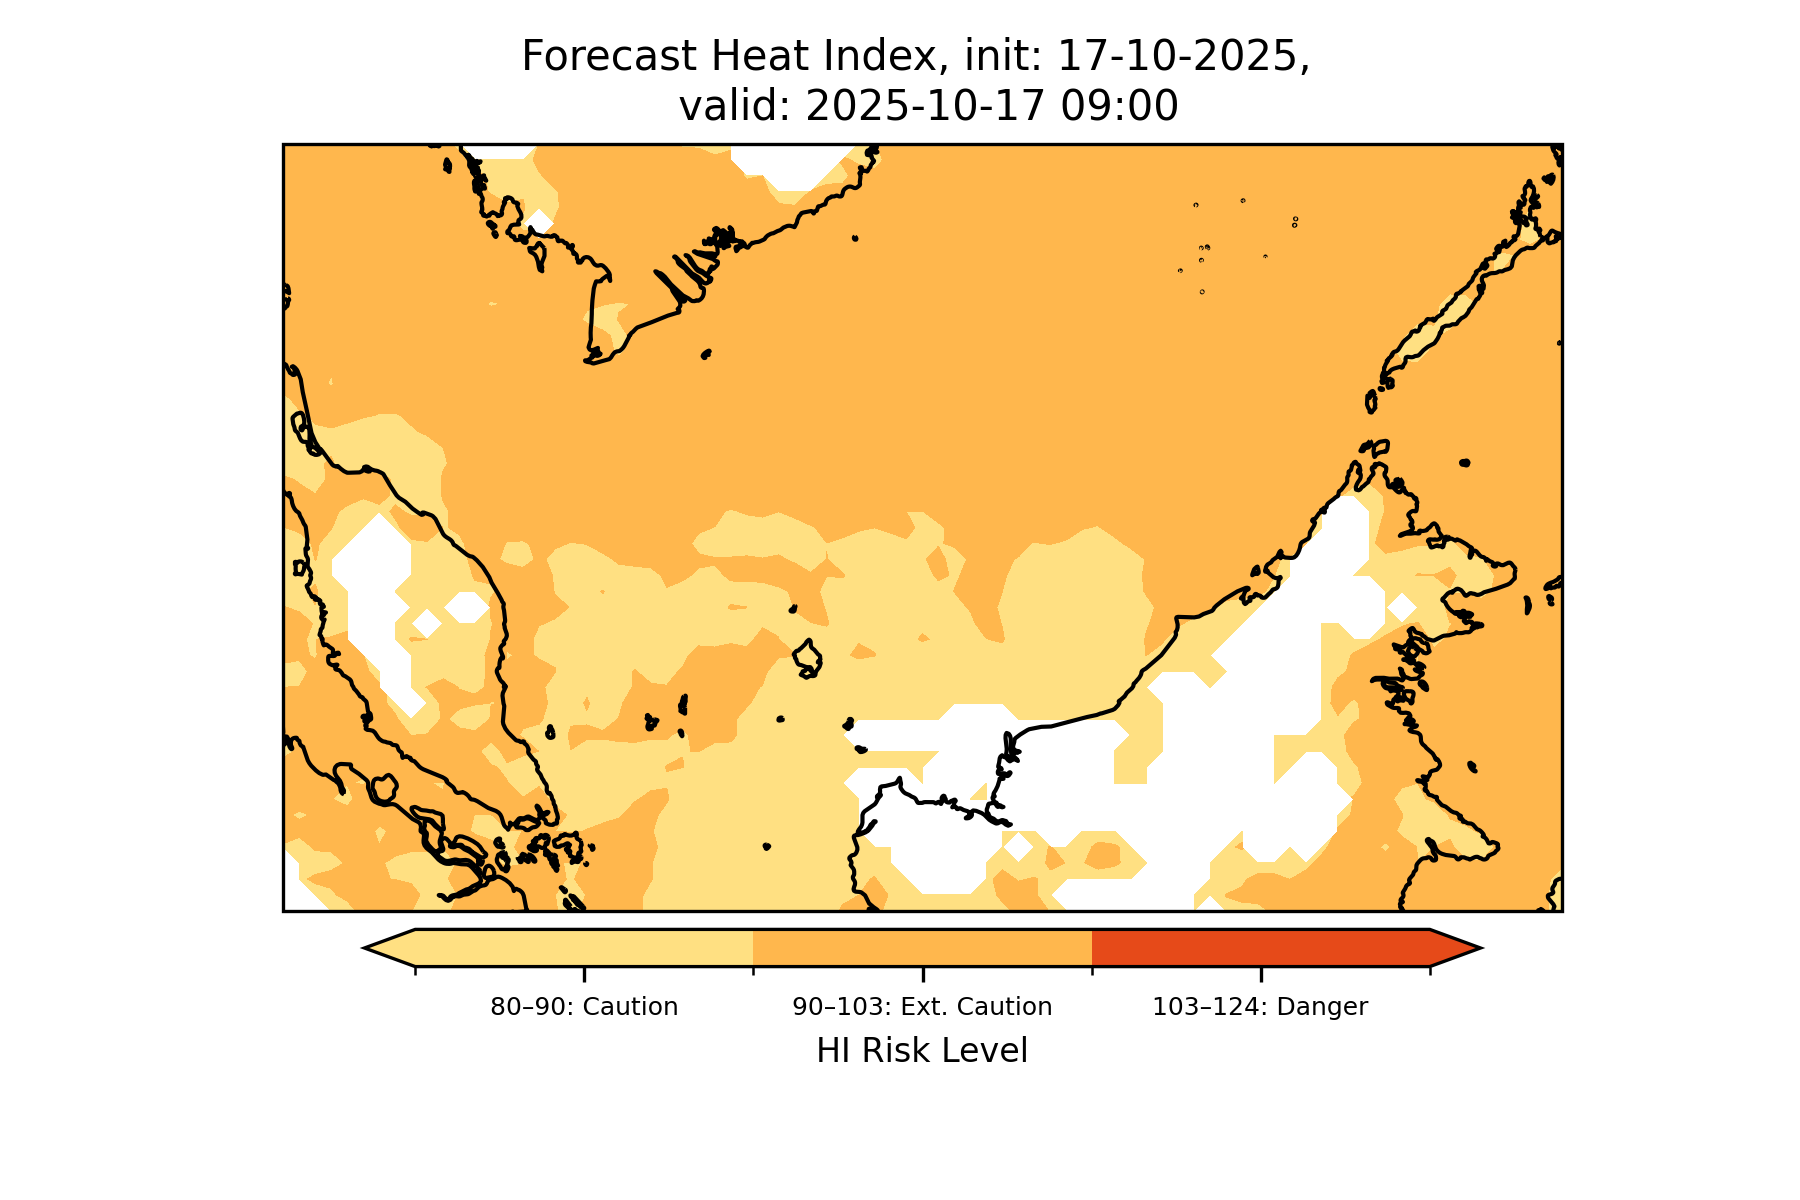 Forecast Heat Index, init: 17-10-2025,
valid: 2025-10-17 09:00
80–90: Caution
90–103: Ext. Caution
103–124: Danger
HI Risk Level